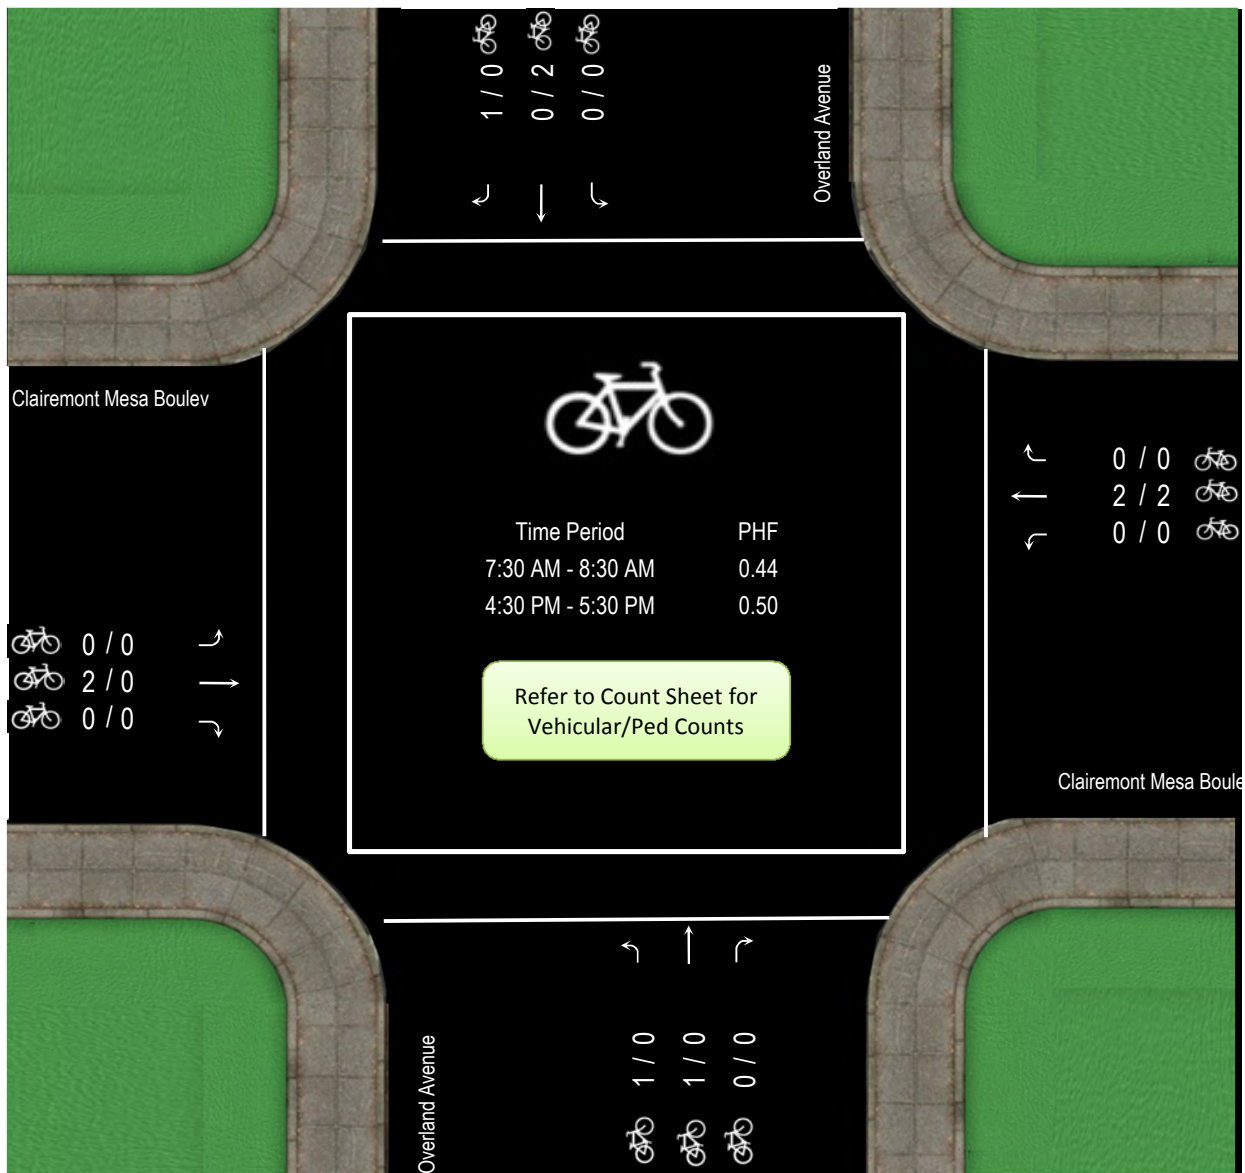 1 / 0
0 / 2
0 / 0
Overland Avenue
Clairemont Mesa Boulev
0 / 0
2 / 2
0 / 0
Time Period PHF
7:30 AM - 8:30 AM 0.44
4:30 PM - 5:30 PM 0.50
0 / 0
2 / 0
0 / 0
Refer to Count Sheet for
Vehicular/Ped Counts
Clairemont Mesa Boule
Overland Avenue
1 / 0
1 / 0
0 / 0